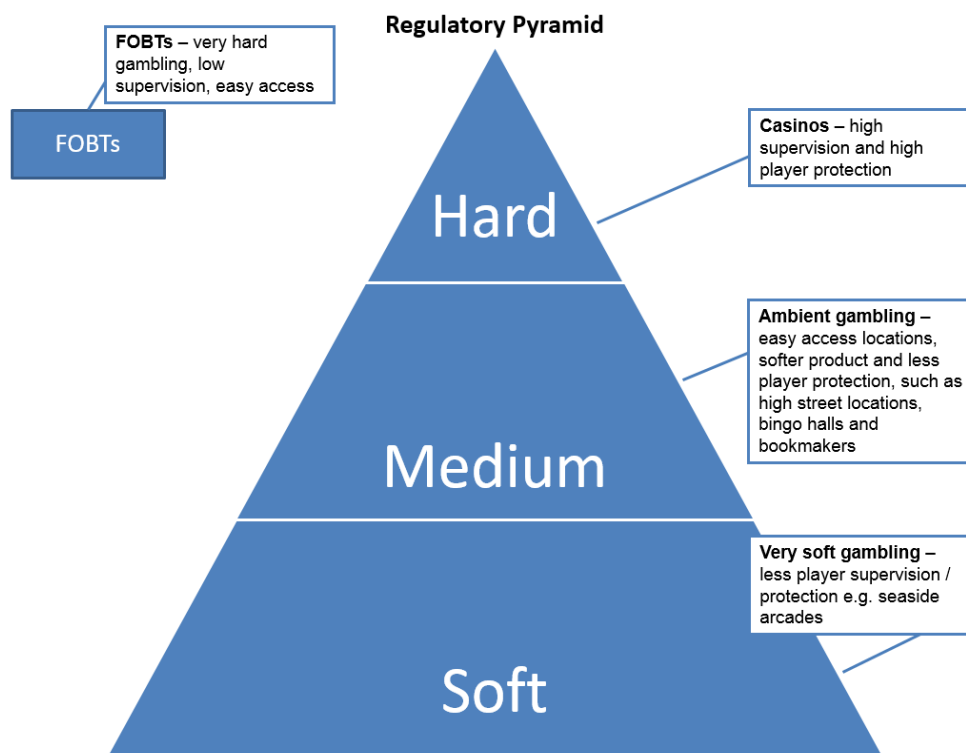 Regulatory Pyramid
FOBTs – very hard
gambling, low
supervision, easy access
FOBTs
Casinos – high
supervision and high
player protection
Hard
Ambient gambling –
easy access locations,
softer product and less
player protection, such as
high street locations,
bingo halls and
bookmakers
Medium
Very soft gambling –
less player supervision /
protection e.g. seaside
arcades
Soft